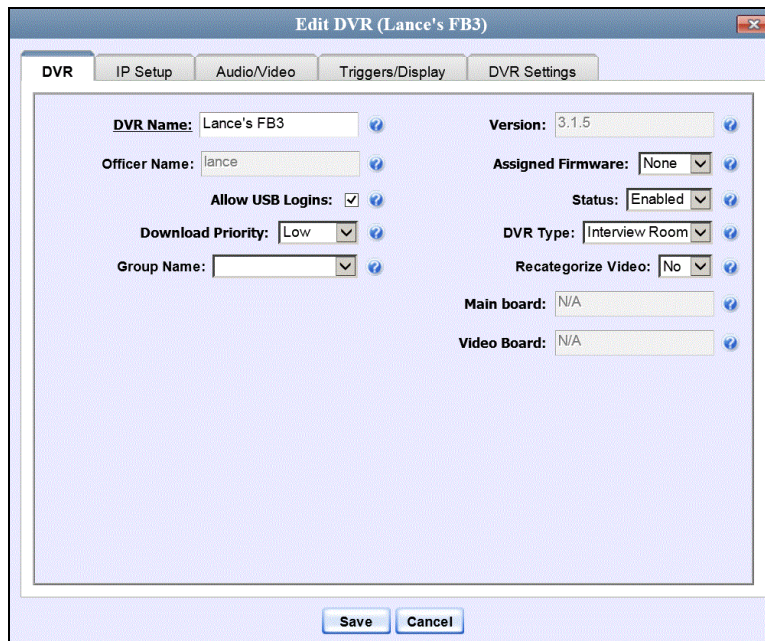 Edit DVR (Lance's FB3)
DVR
IP Setup
Audio/Video
Triggers/Display
DVR Settings
DVR Name: Lance's FB3
Officer Name: lance
Allow USB Logins:
Download Priority: Low
Group Name:
Version: 3.1.5
Assigned Firmware: None
Status: Enabled
DVR Type: Interview Room
Recategorize Video: No
Main board: N/A
Video Board: N/A
Save
Cancel